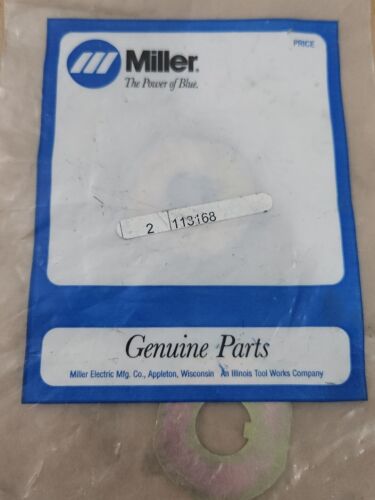 Miller®
The Power of Blue.
PRICE
2 113168
Genuine Parts
Miller Electric Mfg. Co., Appleton, Wisconsin An Illinois Tool Works Company